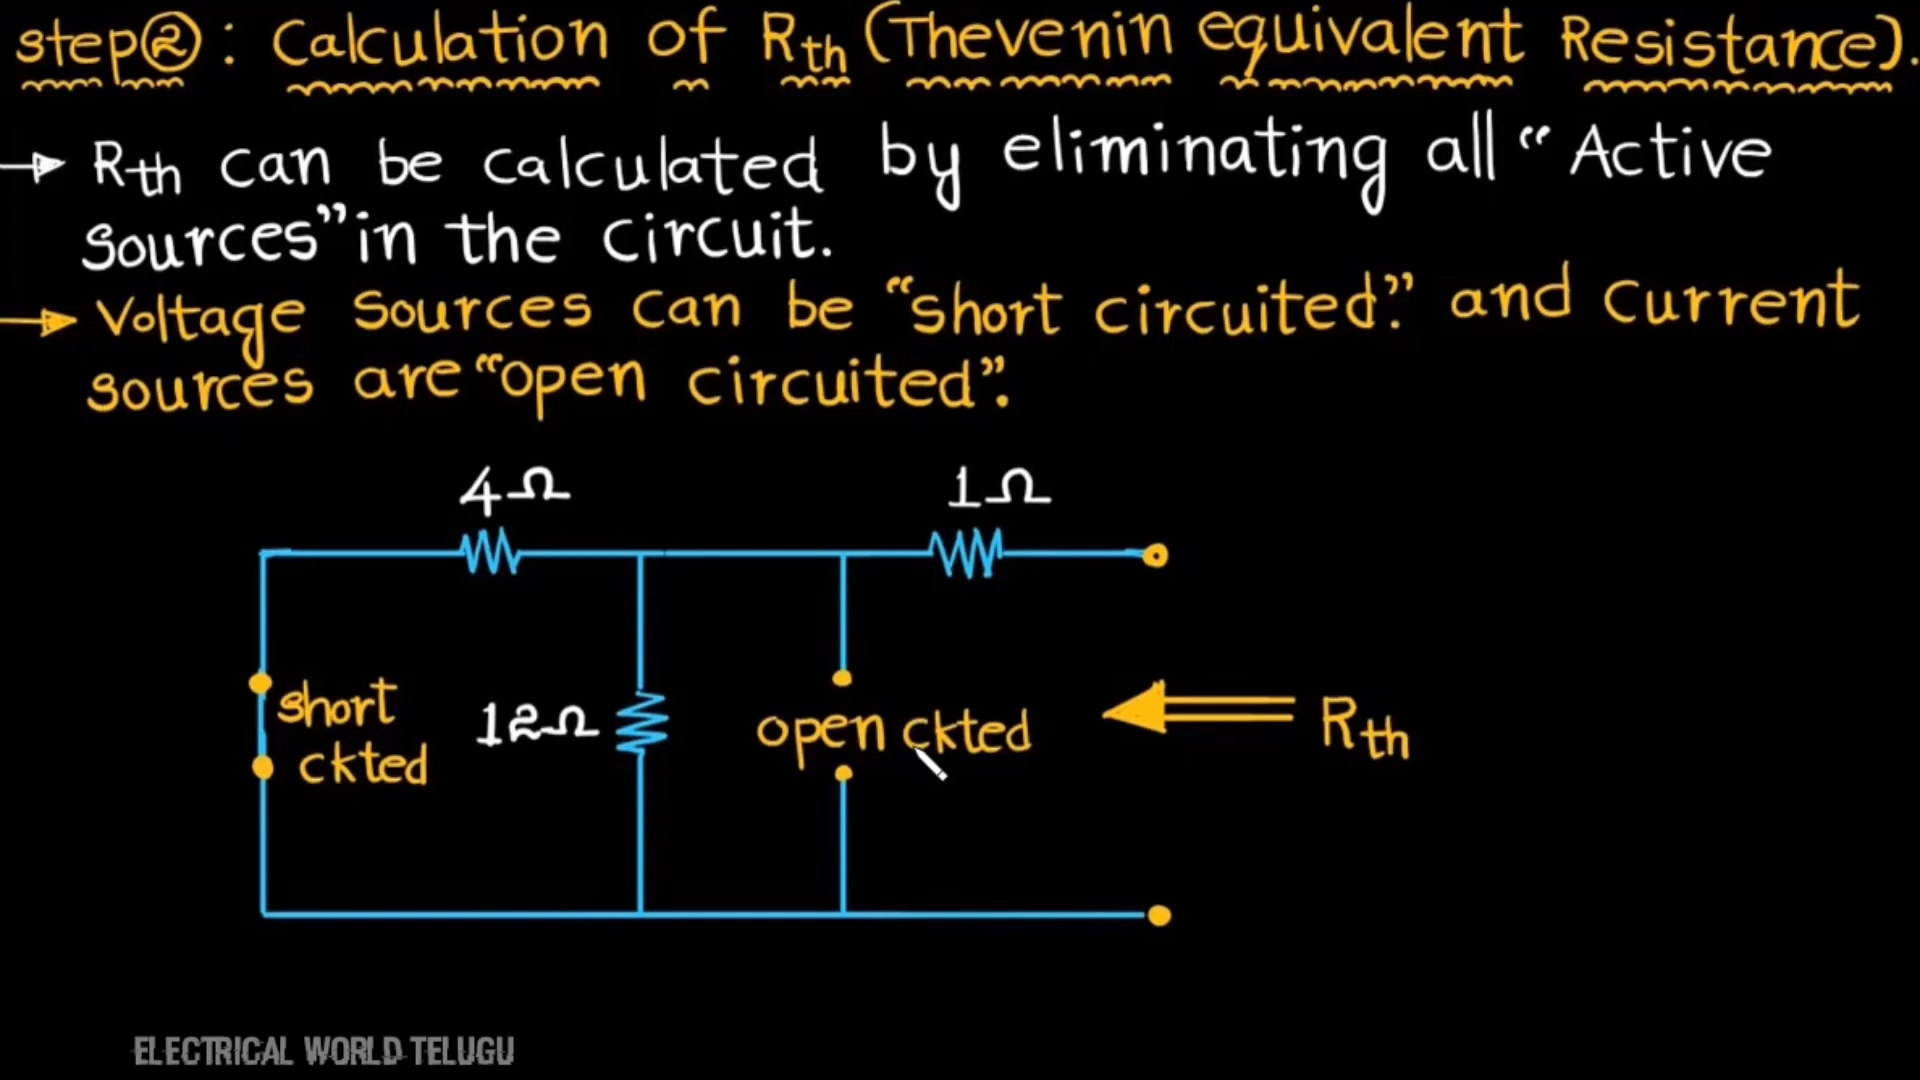 step②: Calculation of Rth (Thevenin equivalent Resistance).
Rth can be calculated by eliminating all "Active
sources" in the circuit.
Voltage sources can be "short circuited." and current
sources are "open circuited".
4Ω
1Ω
short
ckted
12Ω
open ckted
Rth
ELECTRICAL WORLD TELUGU